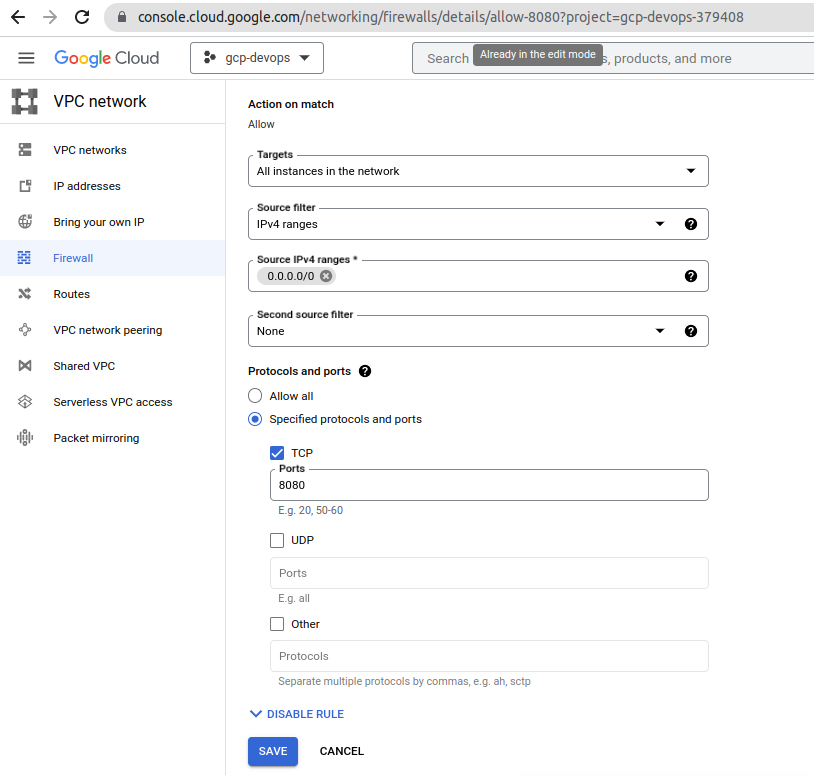 console.cloud.google.com/networking/firewalls/details/allow-8080?project=gcp-devops-379408
Google Cloud
gcp-devops
Search
Already in the edit mode
s, products, and more
VPC network
VPC networks
IP addresses
Bring your own IP
Firewall
Routes
VPC network peering
Shared VPC
Serverless VPC access
Packet mirroring
Action on match
Allow
Targets
All instances in the network
Source filter
IPv4 ranges
Source IPv4 ranges *
0.0.0.0/0
Second source filter
None
Protocols and ports
Allow all
Specified protocols and ports
TCP
Ports
8080
E.g. 20, 50-60
UDP
Ports
E.g. all
Other
Protocols
Separate multiple protocols by commas, e.g. ah, sctp
DISABLE RULE
SAVE CANCEL